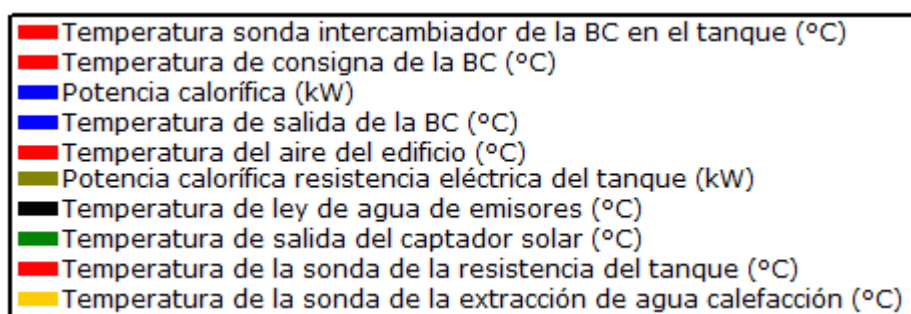 Temperatura sonda intercambiador de la BC en el tanque (°C)
Temperatura de consigna de la BC (°C)
Potencia calorífica (kW)
Temperatura de salida de la BC (°C)
Temperatura del aire del edificio (°C)
Potencia calorífica resistencia eléctrica del tanque (kW)
Temperatura de ley de agua de emisores (°C)
Temperatura de salida del captador solar (°C)
Temperatura de la sonda de la resistencia del tanque (°C)
Temperatura de la sonda de la extracción de agua calefacción (°C)